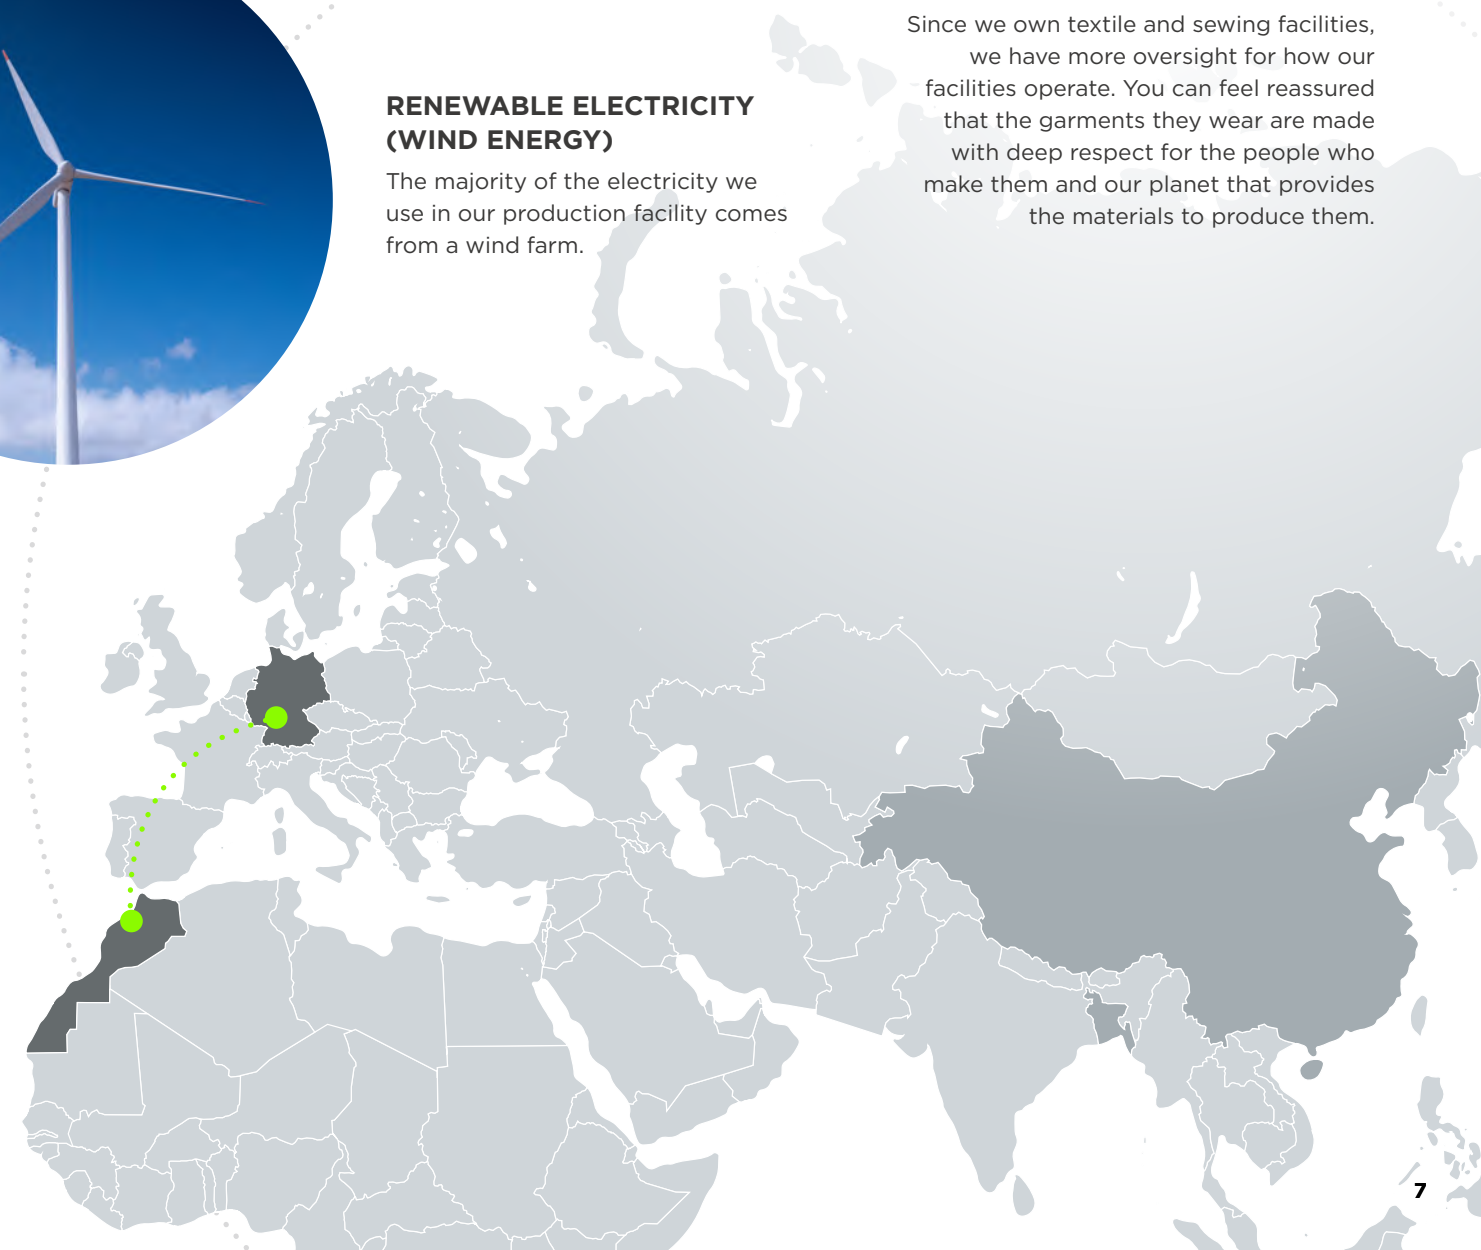 RENEWABLE ELECTRICITY
(WIND ENERGY)
The majority of the electricity we
use in our production facility comes
from a wind farm.
Since we own textile and sewing facilities,
we have more oversight for how our
facilities operate. You can feel reassured
that the garments they wear are made
with deep respect for the people who
make them and our planet that provides
the materials to produce them.
7